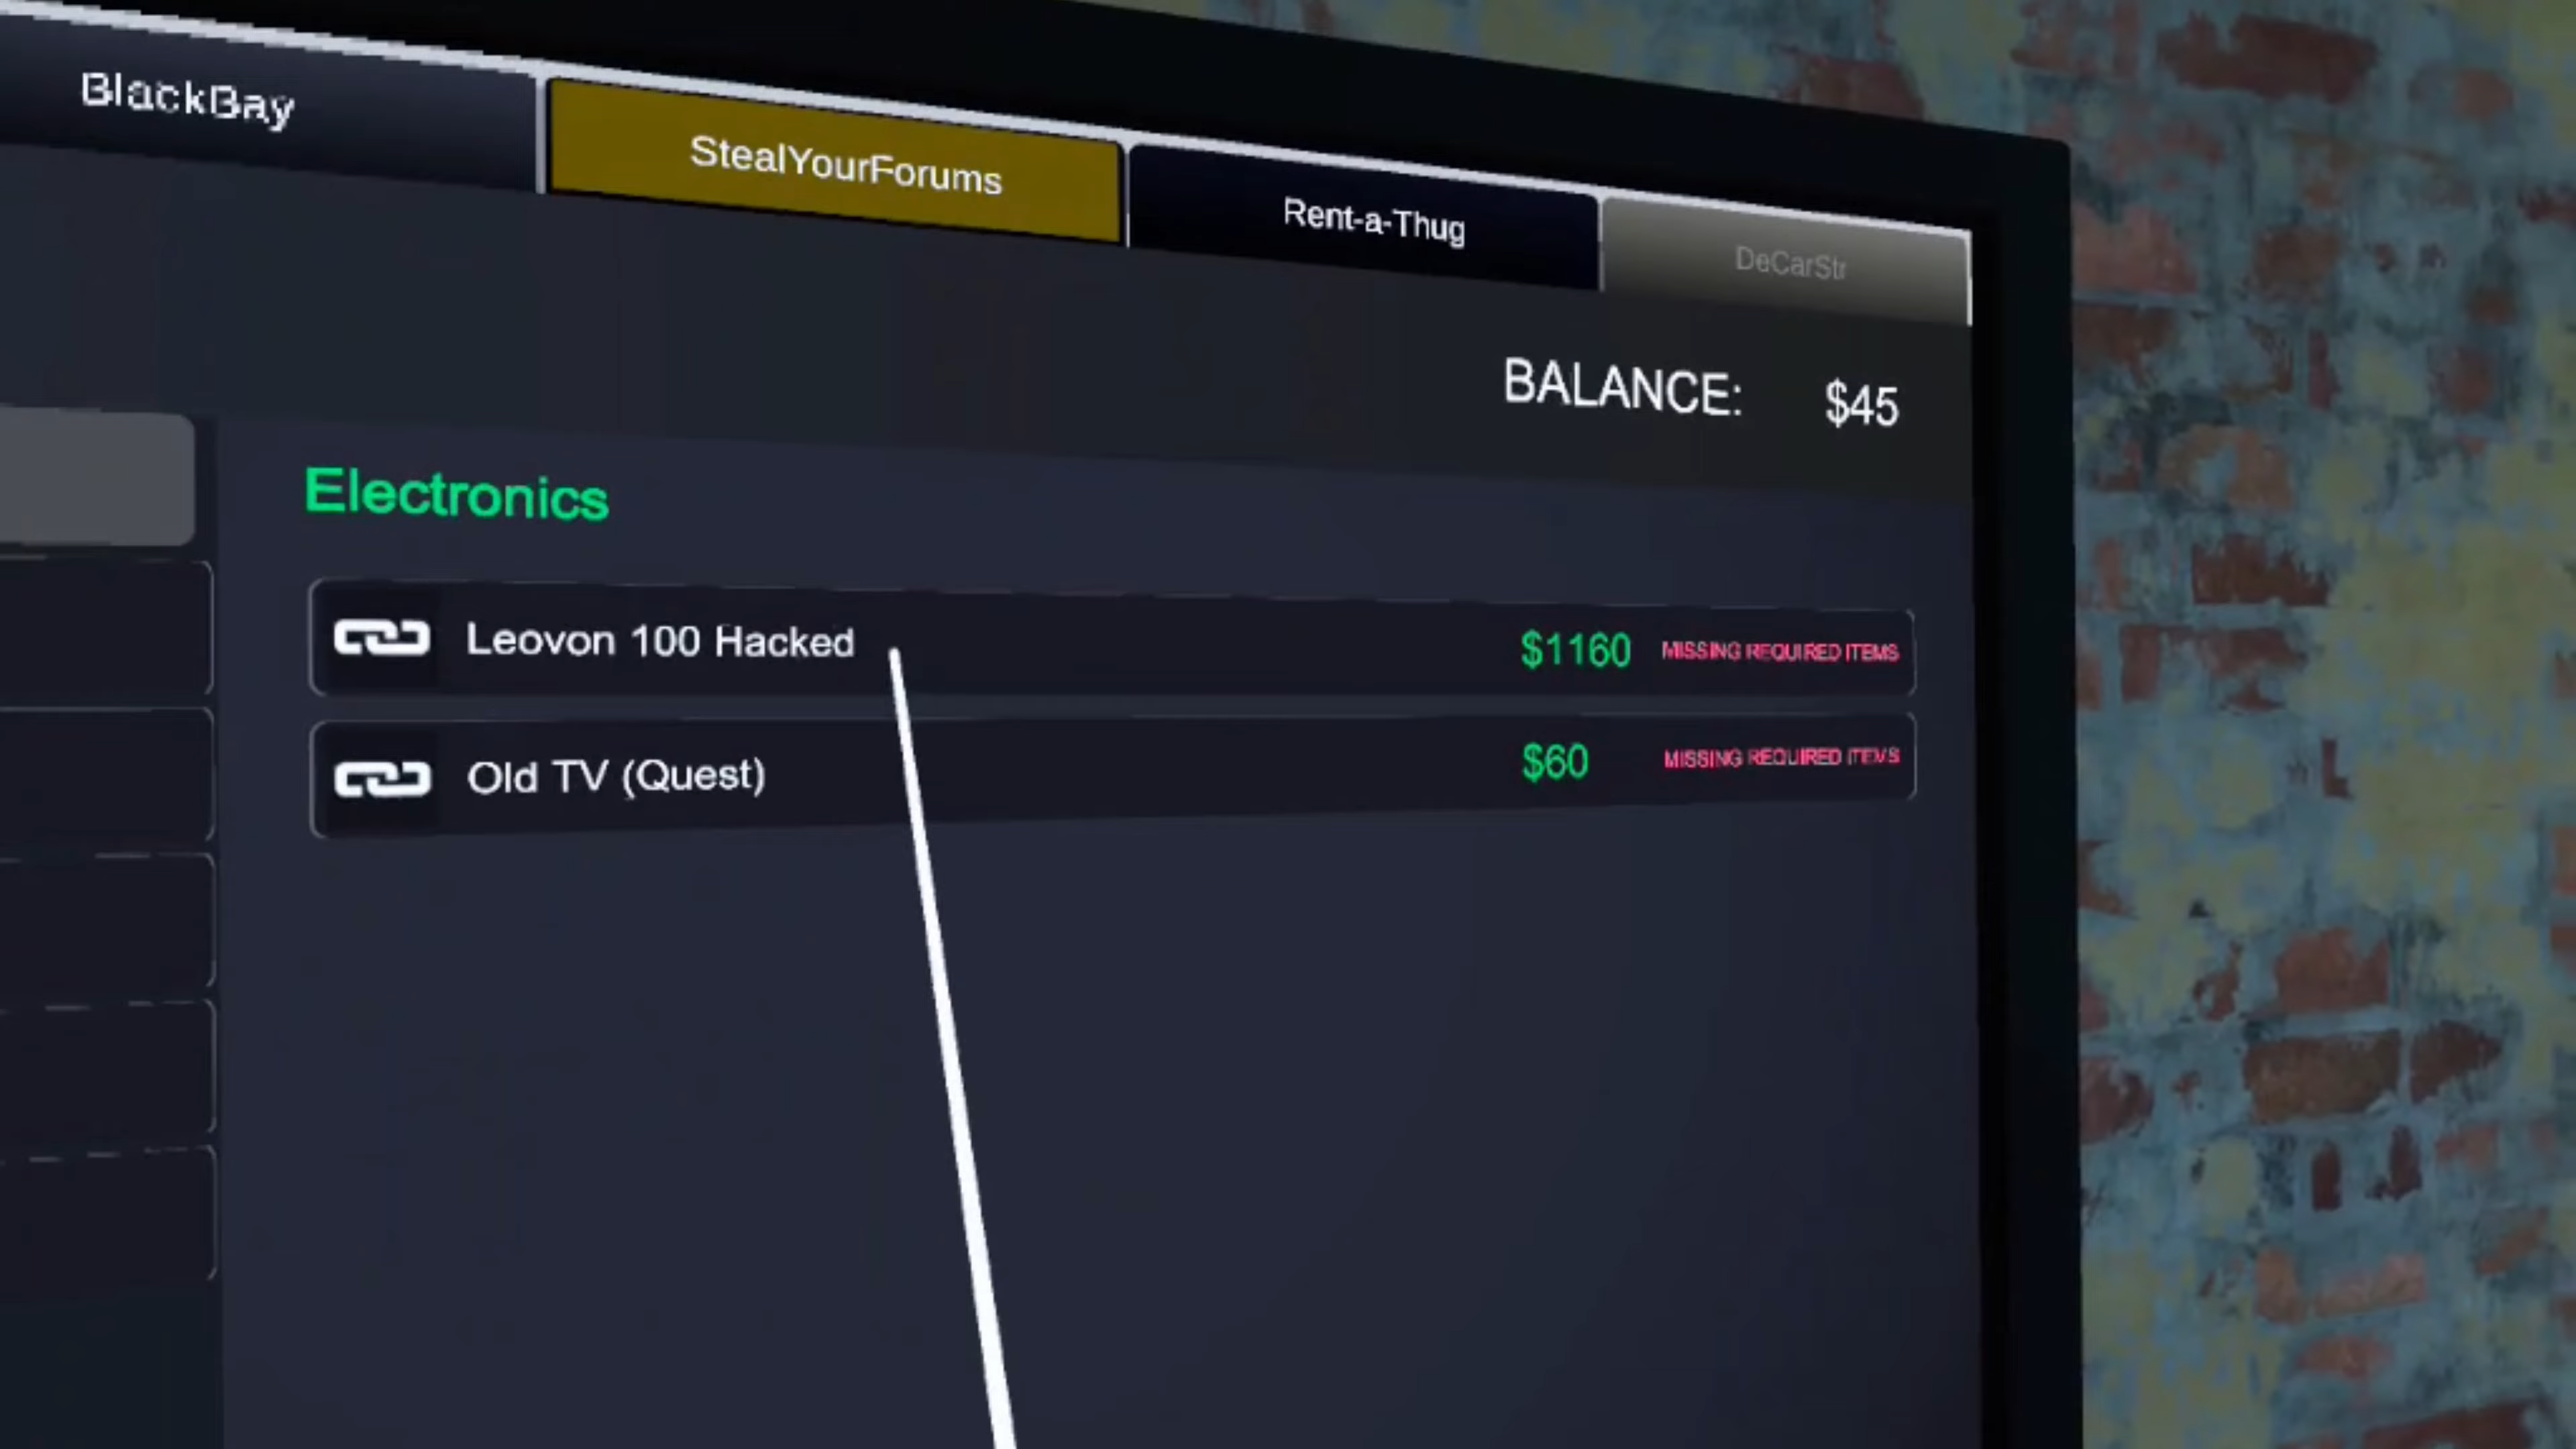 BlackBay
StealYourForums
Rent-a-Thug
DeCarStr
BALANCE: $45
Electronics
Leovon 100 Hacked $1160 MISSING REQUIRED ITEMS
Old TV (Quest) $60 MISSING REQUIRED ITEMS